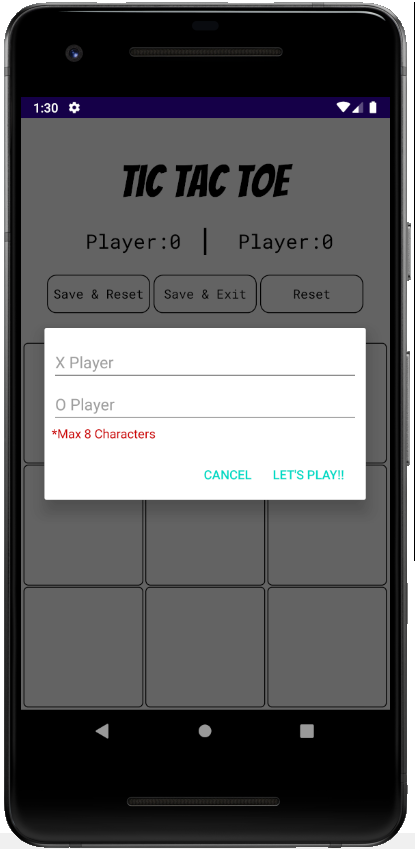 1:30
TIC TAC TOE
Player:0 | Player:0
Save & Reset Save & Exit Reset
X Player
O Player
*Max 8 Characters
CANCEL LET'S PLAY!!